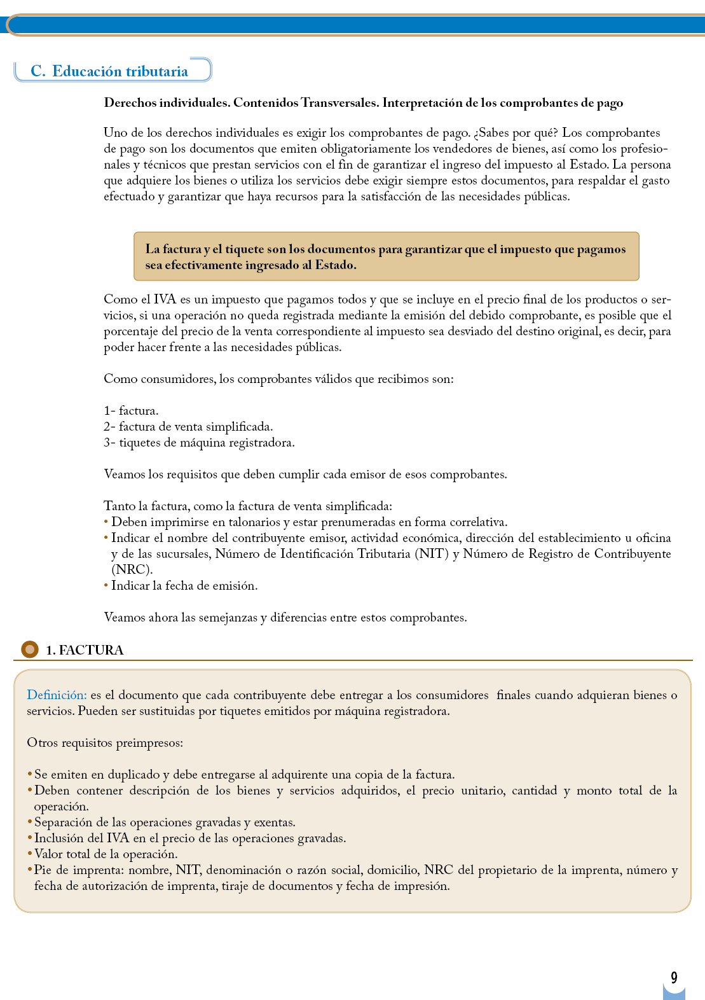 C. Educación tributaria
Derechos individuales. Contenidos Transversales. Interpretación de los comprobantes de pago
Uno de los derechos individuales es exigir los comprobantes de pago. ¿Sabes por qué? Los comprobantes
de pago son los documentos que emiten obligatoriamente los vendedores de bienes, así como los profesio-
nales y técnicos que prestan servicios con el fin de garantizar el ingreso del impuesto al Estado. La persona
que adquiere los bienes o utiliza los servicios debe exigir siempre estos documentos, para respaldar el gasto
efectuado y garantizar que haya recursos para la satisfacción de las necesidades públicas.
La factura y el tiquete son los documentos para garantizar que el impuesto que pagamos
sea efectivamente ingresado al Estado.
Como el IVA es un impuesto que pagamos todos y que se incluye en el precio final de los productos o ser-
vicios, si una operación no queda registrada mediante la emisión del debido comprobante, es posible que el
porcentaje del precio de la venta correspondiente al impuesto sea desviado del destino original, es decir, para
poder hacer frente a las necesidades públicas.
Como consumidores, los comprobantes válidos que recibimos son:
1- factura.
2- factura de venta simplificada.
3- tiquetes de máquina registradora.
Veamos los requisitos que deben cumplir cada emisor de esos comprobantes.
Tanto la factura, como la factura de venta simplificada:
• Deben imprimirse en talonarios y estar prenumeradas en forma correlativa.
• Indicar el nombre del contribuyente emisor, actividad económica, dirección del establecimiento u oficina
y de las sucursales, Número de Identificación Tributaria (NIT) y Número de Registro de Contribuyente
(NRC).
• Indicar la fecha de emisión.
Veamos ahora las semejanzas y diferencias entre estos comprobantes.
1. FACTURA
Definición: es el documento que cada contribuyente debe entregar a los consumidores finales cuando adquieran bienes o
servicios. Pueden ser sustituidas por tiquetes emitidos por máquina registradora.
Otros requisitos preimpresos:
• Se emiten en duplicado y debe entregarse al adquirente una copia de la factura.
• Deben contener descripción de los bienes y servicios adquiridos, el precio unitario, cantidad y monto total de la
operación.
• Separación de las operaciones gravadas y exentas.
• Inclusión del IVA en el precio de las operaciones gravadas.
• Valor total de la operación.
• Pie de imprenta: nombre, NIT, denominación o razón social, domicilio, NRC del propietario de la imprenta, número y
fecha de autorización de imprenta, tiraje de documentos y fecha de impresión.
9